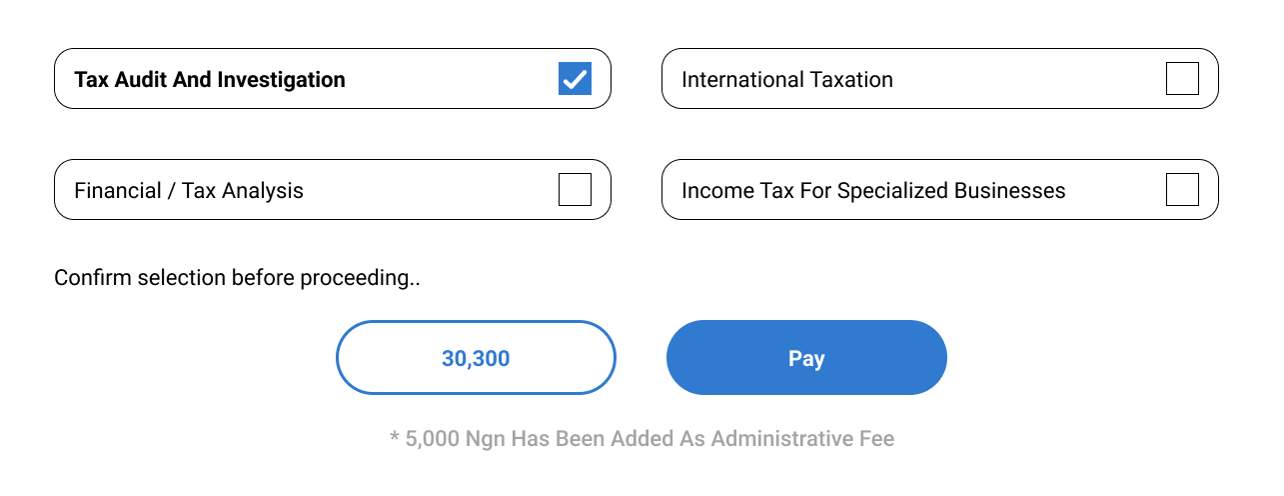 Tax Audit And Investigation
International Taxation
Financial / Tax Analysis
Income Tax For Specialized Businesses
Confirm selection before proceeding..
30,300
Pay
* 5,000 Ngn Has Been Added As Administrative Fee